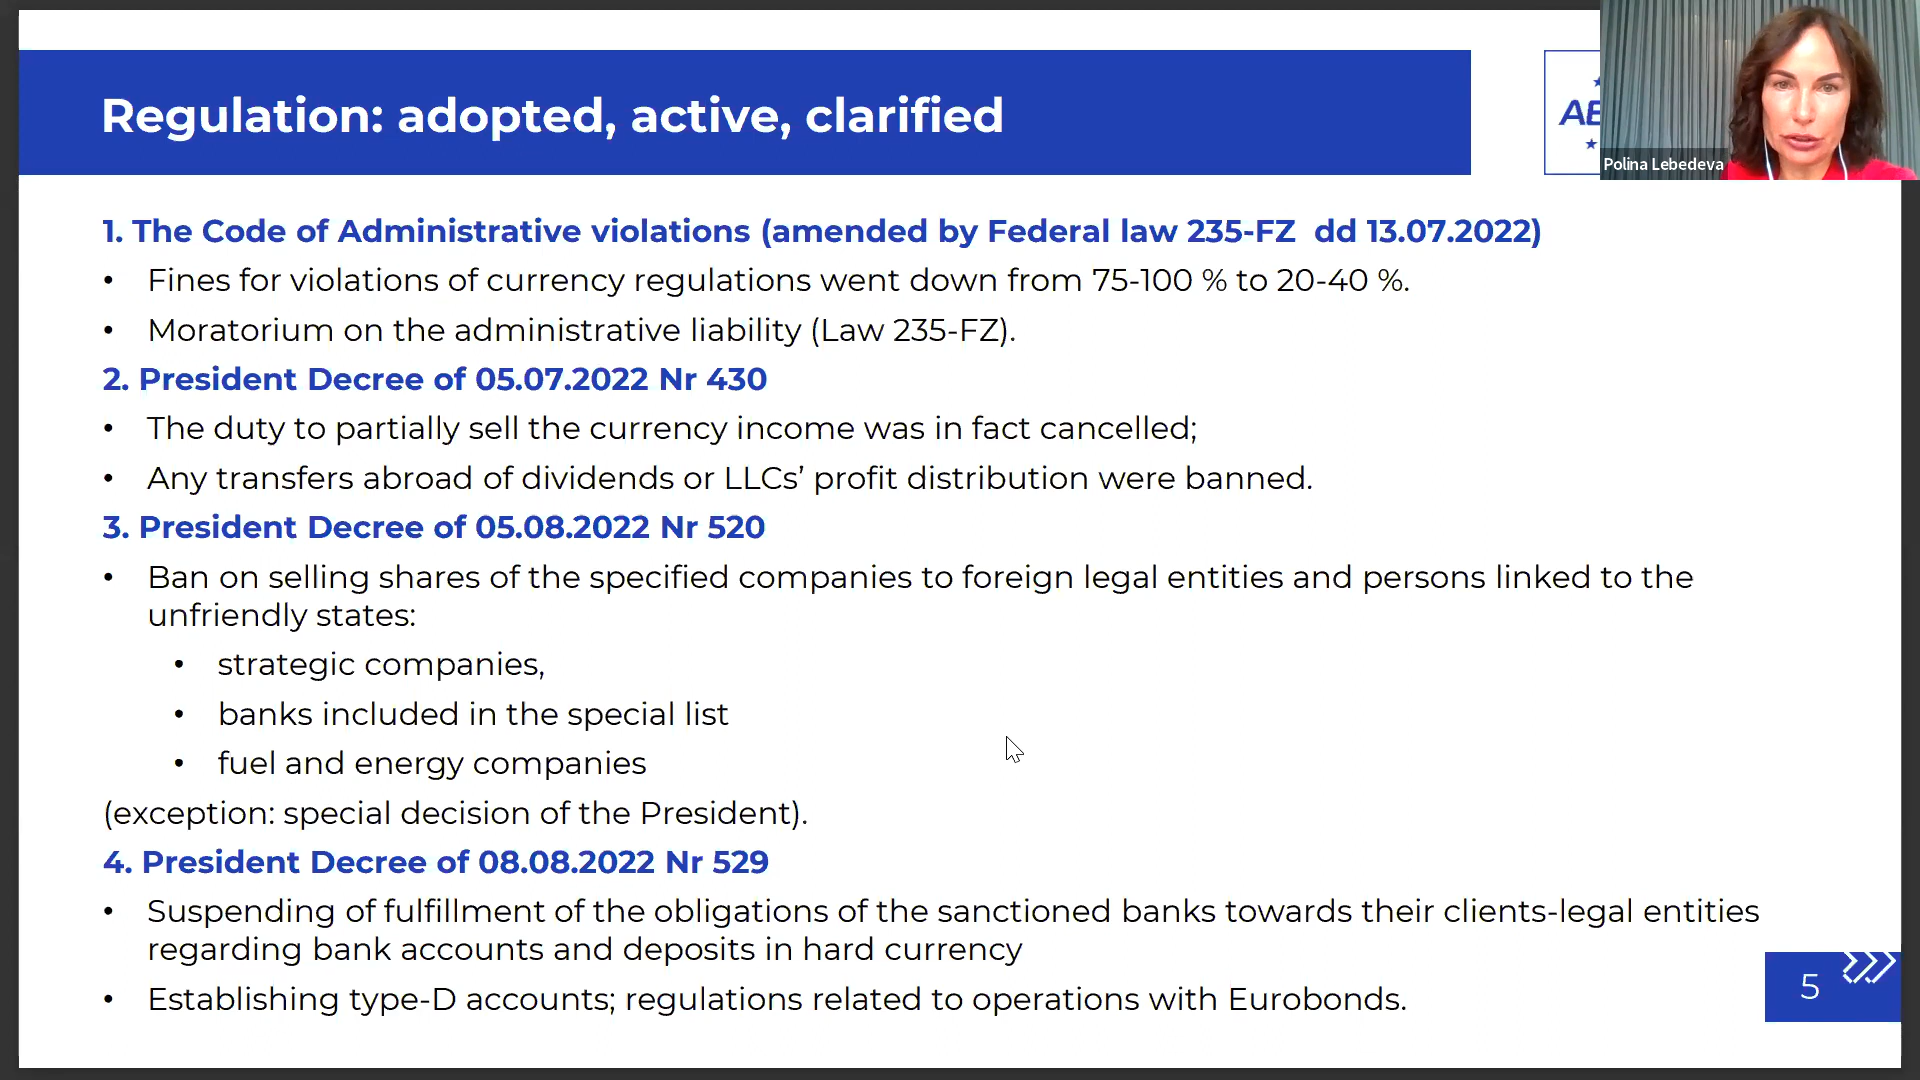 Regulation: adopted, active, clarified
AE
Polina Lebedeva
1. The Code of Administrative violations (amended by Federal law 235-FZ dd 13.07.2022)
• Fines for violations of currency regulations went down from 75-100 % to 20-40 %.
• Moratorium on the administrative liability (Law 235-FZ).
2. President Decree of 05.07.2022 Nr 430
• The duty to partially sell the currency income was in fact cancelled;
• Any transfers abroad of dividends or LLCs’ profit distribution were banned.
3. President Decree of 05.08.2022 Nr 520
• Ban on selling shares of the specified companies to foreign legal entities and persons linked to the
unfriendly states:
• strategic companies,
• banks included in the special list
• fuel and energy companies
(exception: special decision of the President).
4. President Decree of 08.08.2022 Nr 529
• Suspending of fulfillment of the obligations of the sanctioned banks towards their clients-legal entities
regarding bank accounts and deposits in hard currency
• Establishing type-D accounts; regulations related to operations with Eurobonds.
5